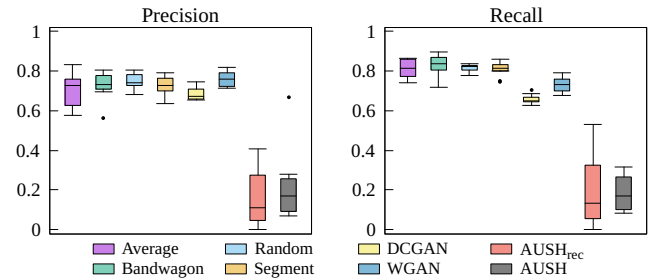 Precision
Recall
1
0.8
0.6
0.4
0.2
0
1
0.8
0.6
0.4
0.2
0
Average
Random
DCGAN
AUSHrec
Bandwagon
Segment
WGAN
AUSH